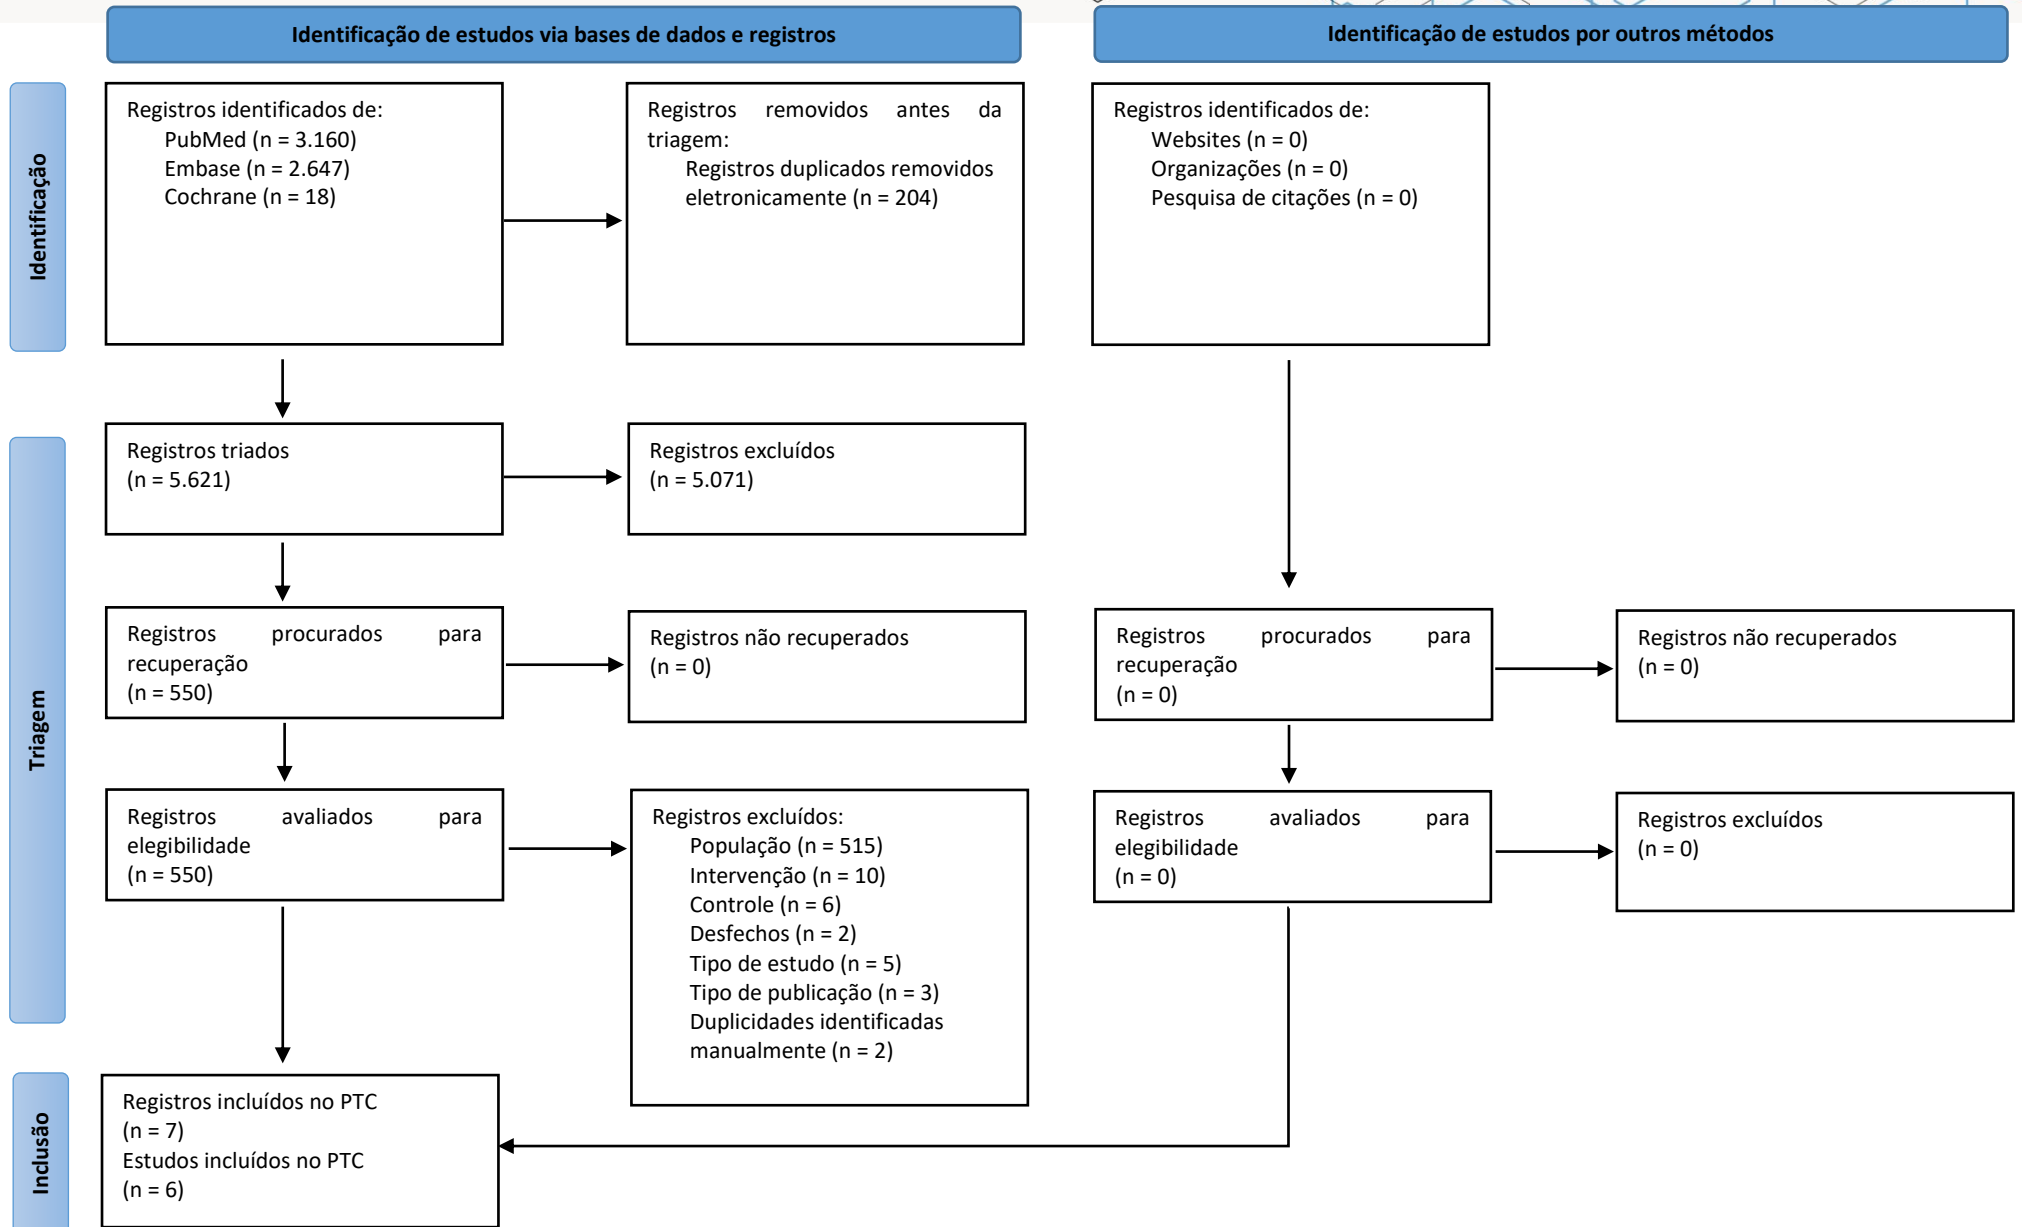 Identificação de estudos via bases de dados e registros
Identificação de estudos por outros métodos
Identificação
Registros identificados de:
PubMed (n = 3.160)
Embase (n = 2.647)
Cochrane (n = 18)
Registros removidos antes da
triagem:
Registros duplicados removidos
eletronicamente (n = 204)
Registros identificados de:
Websites (n = 0)
Organizações (n = 0)
Pesquisa de citações (n = 0)
Triagem
Registros triados
(n = 5.621)
Registros excluídos
(n = 5.071)
Registros procurados para
recuperação
(n = 550)
Registros não recuperados
(n = 0)
Registros procurados para
recuperação
(n = 0)
Registros não recuperados
(n = 0)
Registros avaliados para
elegibilidade
(n = 550)
Registros excluídos:
População (n = 515)
Intervenção (n = 10)
Controle (n = 6)
Desfechos (n = 2)
Tipo de estudo (n = 5)
Tipo de publicação (n = 3)
Duplicidades identificadas
manualmente (n = 2)
Registros avaliados para
elegibilidade
(n = 0)
Registros excluídos
(n = 0)
Inclusão
Registros incluídos no PTC
(n = 7)
Estudos incluídos no PTC
(n = 6)